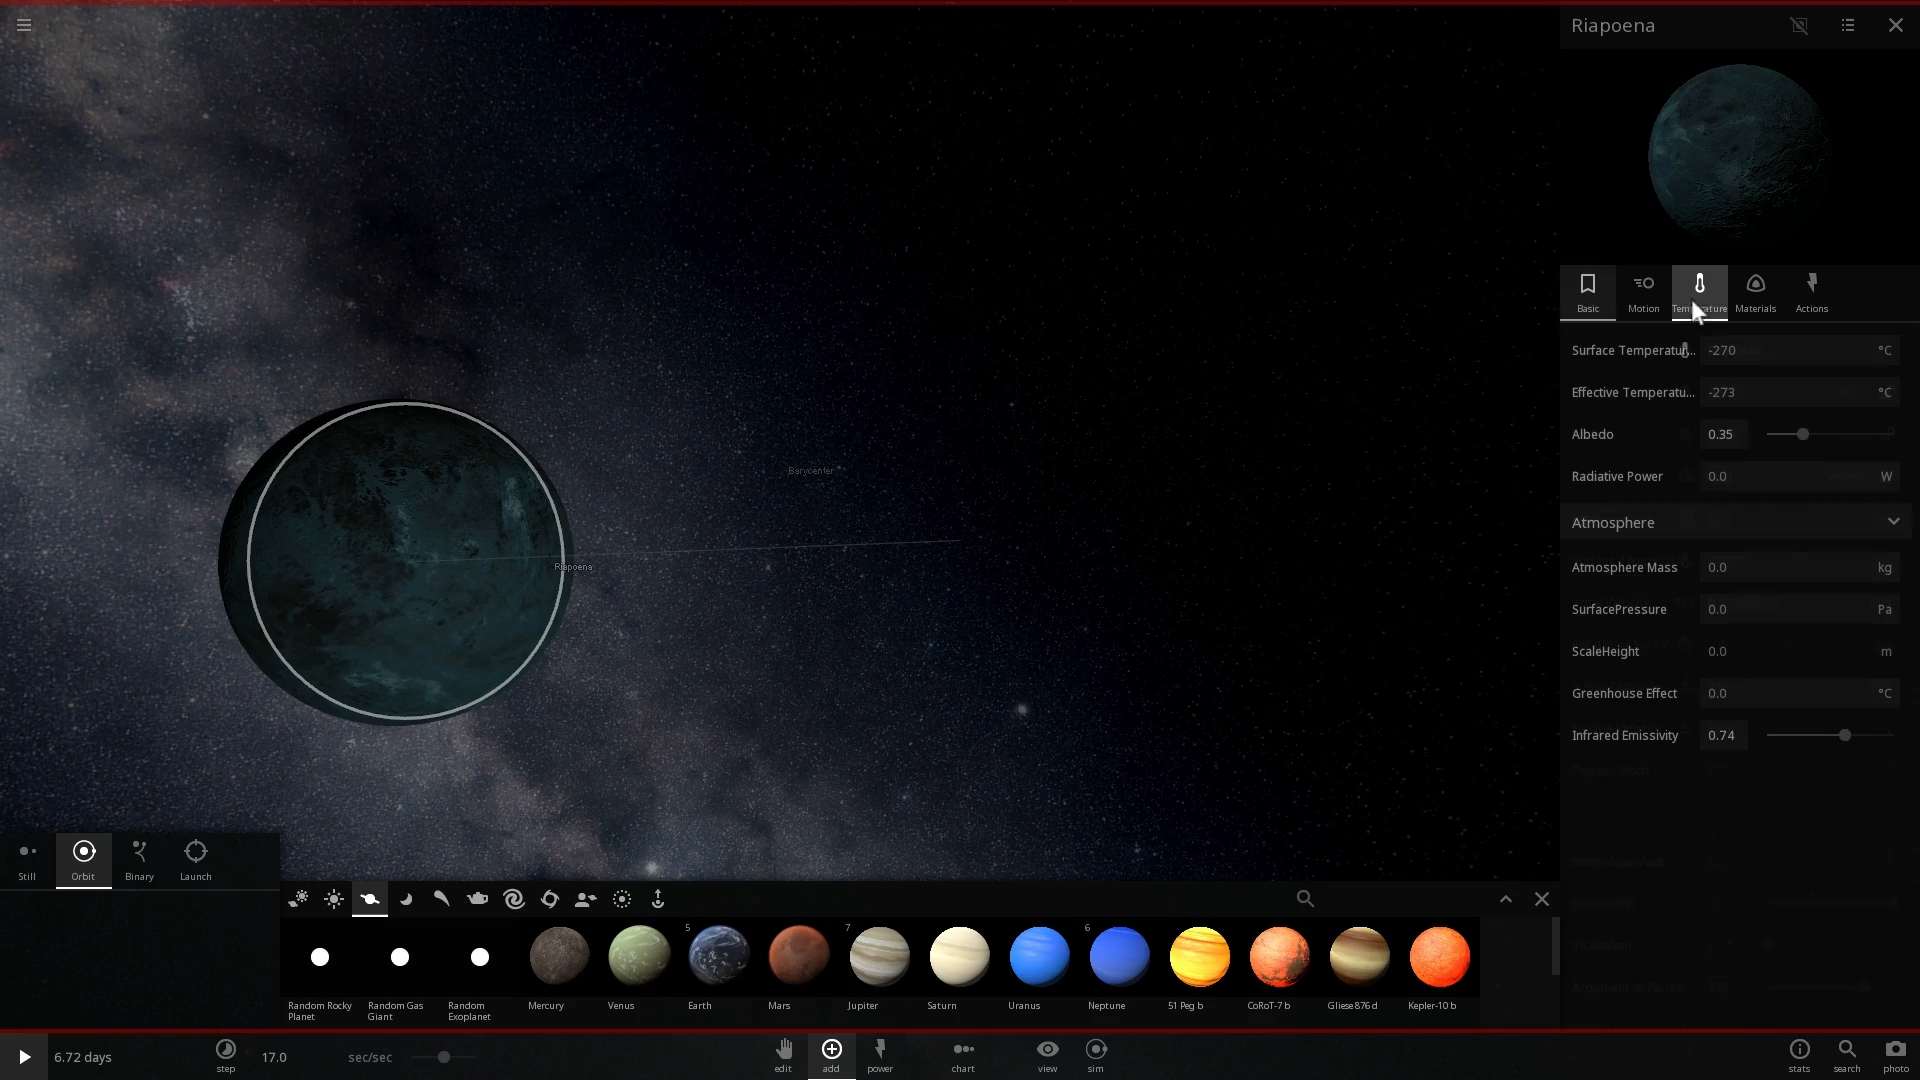 Riapoena
Basic
Motion
Temperature
Materials
Actions
Surface Temperatur... -270 °C
Effective Temperatu... -273 °C
Albedo 0.35
Radiative Power 0.0 W
Atmosphere
Atmosphere Mass 0.0 kg
SurfacePressure 0.0 Pa
ScaleHeight 0.0 m
Greenhouse Effect 0.0 °C
Infrared Emissivity 0.74
Barycenter
Riapoena
Still
Orbit
Binary
Launch
5
7
6
Random Rocky
Planet
Random Gas
Giant
Random
Exoplanet
Mercury
Venus
Earth
Mars
Jupiter
Saturn
Uranus
Neptune
51 Peg b
CoRoT-7 b
Gliese 876 d
Kepler-10 b
6.72 days
step
17.0
sec/sec
edit
add
power
chart
view
sim
stats
search
photo